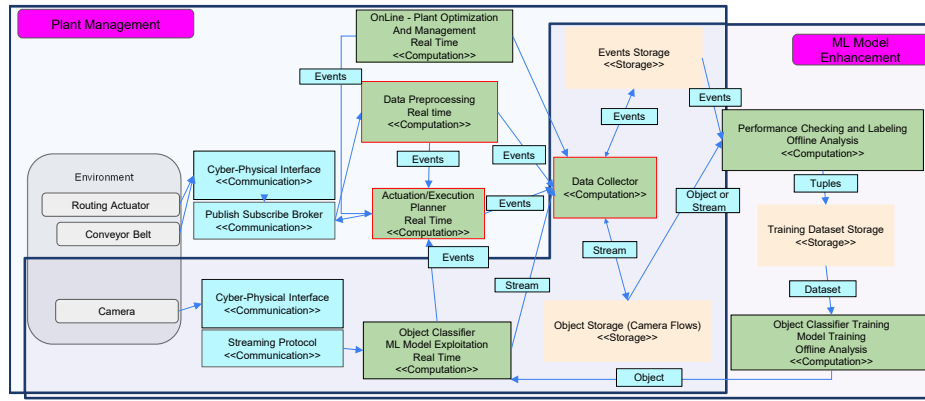 Plant Management
OnLine - Plant Optimization
And Management
Real Time
<<Computation>>
Events Storage
<<Storage>>
ML Model
Enhancement
Events
Data Preprocessing
Real time
<<Computation>>
Events
Events
Performance Checking and Labeling
Offline Analysis
<<Computation>>
Events
Events
Environment
Cyber-Physical Interface
<<Communication>>
Data Collector
<<Computation>>
Tuples
Routing Actuator
Publish Subscribe Broker
<<Communication>>
Actuation/Execution
Planner
Real Time
<<Computation>>
Events
Object or
Stream
Training Dataset Storage
<<Storage>>
Conveyor Belt
Events
Stream
Stream
Dataset
Camera
Cyber-Physical Interface
<<Communication>>
Streaming Protocol
<<Communication>>
Object Classifier
ML Model Exploitation
Real Time
<<Computation>>
Object Storage (Camera Flows)
<<Storage>>
Object Classifier Training
Model Training
Offline Analysis
<<Computation>>
Object